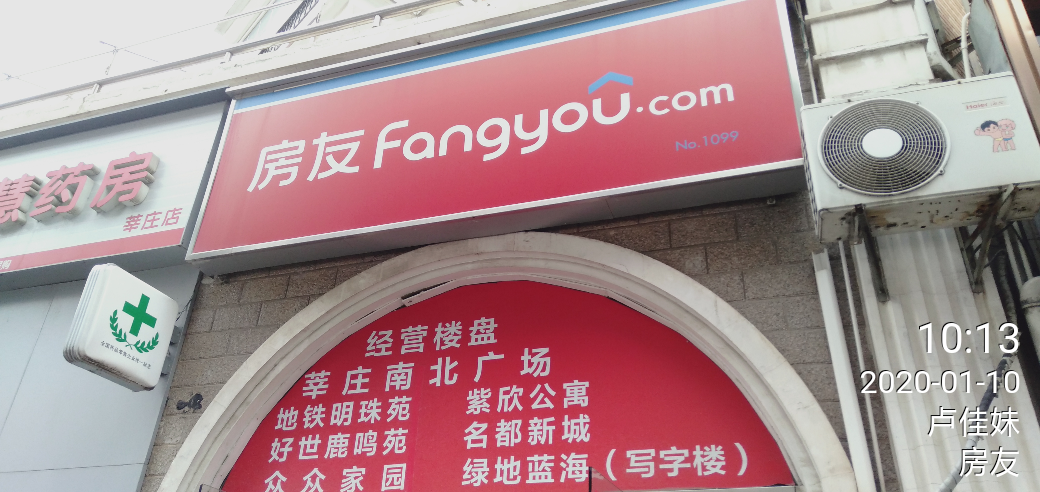 房友 Fangyou.com
No.1099
慧药房
莘庄店
经营楼盘
莘庄南北广场
地铁明珠苑 紫欣公寓
好世鹿鸣苑 名都新城
众众家园 绿地蓝海（写字楼）
10:13
2020-01-10
卢佳妹
房友